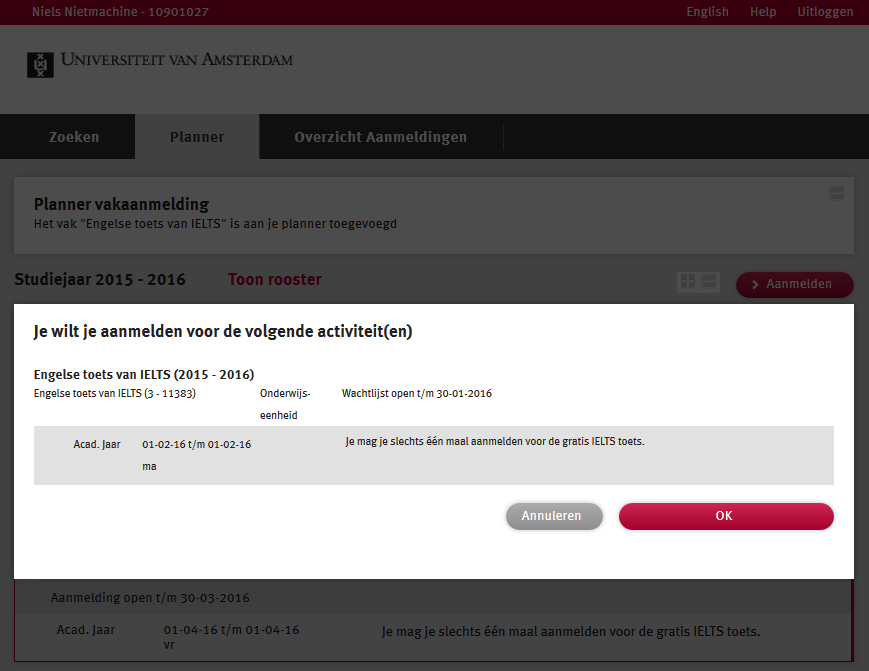 Niels Nietmachine - 10901027 English Help Uitloggen
UNIVERSITEIT VAN AMSTERDAM
Zoeken Planner Overzicht Aanmeldingen
Planner vakaanmelding
Het vak "Engelse toets van IELTS" is aan je planner toegevoegd
Studiejaar 2015 - 2016 Toon rooster Aanmelden
Je wilt je aanmelden voor de volgende activiteit(en)
Engelse toets van IELTS (2015 - 2016)
Engelse toets van IELTS (3 - 11383) Onderwijs- Wachtlijst open t/m 30-01-2016
eenheid
Acad. Jaar 01-02-16 t/m 01-02-16 Je mag je slechts één maal aanmelden voor de gratis IELTS toets.
ma
Annuleren OK
Aanmelding open t/m 30-03-2016
Acad. Jaar 01-04-16 t/m 01-04-16 Je mag je slechts één maal aanmelden voor de gratis IELTS toets.
vr